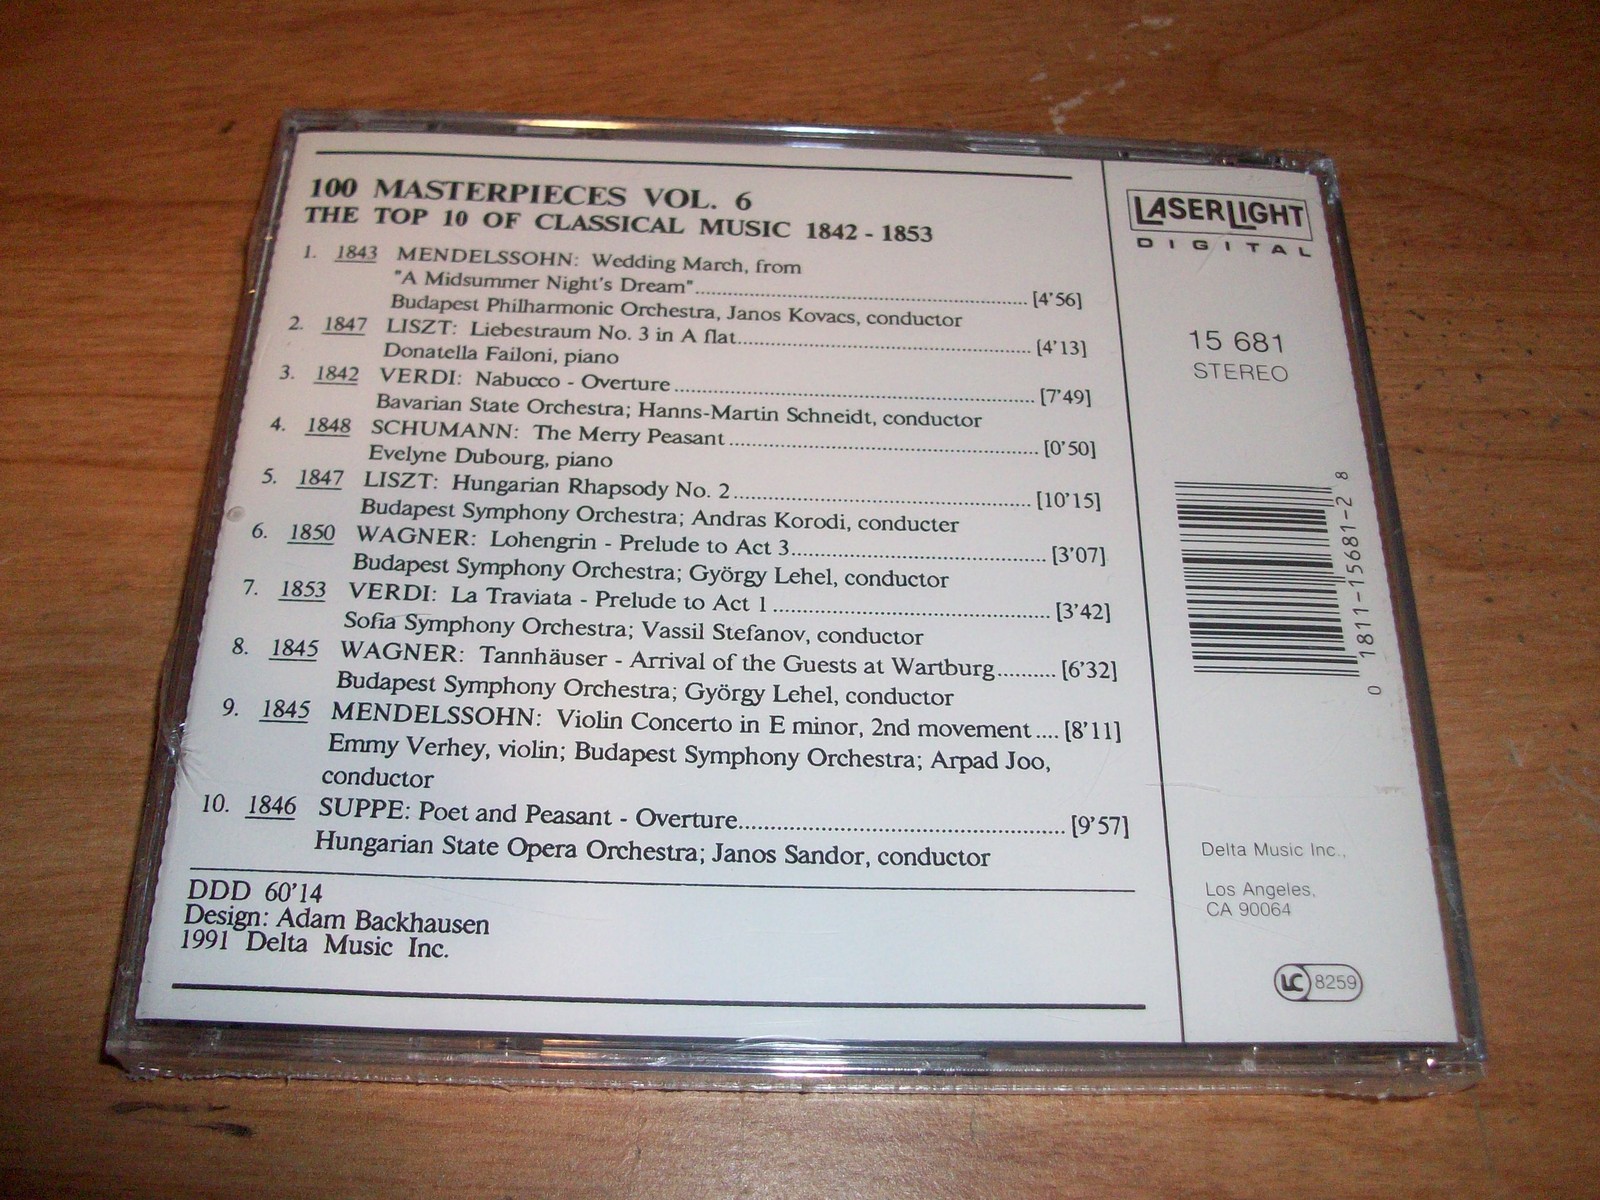 100 MASTERPIECES VOL. 6
THE TOP 10 OF CLASSICAL MUSIC 1842 - 1853
1. 1843 MENDELSSOHN: Wedding March, from
"A Midsummer Night's Dream"........................................ [4'56]
Budapest Philharmonic Orchestra, Janos Kovacs, conductor
2. 1847 LISZT: Liebestraum No. 3 in A flat........................................ [4'13]
Donatella Failoni, piano
3. 1842 VERDI: Nabucco - Overture ........................................ [7'49]
Bavarian State Orchestra; Hanns-Martin Schneidt, conductor
4. 1848 SCHUMANN: The Merry Peasant ........................................ [0'50]
Evelyne Dubourg, piano
5. 1847 LISZT: Hungarian Rhapsody No. 2........................................ [10'15]
Budapest Symphony Orchestra; Andras Korodi, conducter
6. 1850 WAGNER: Lohengrin - Prelude to Act 3.................................. [3'07]
Budapest Symphony Orchestra; György Lehel, conductor
7. 1853 VERDI: La Traviata - Prelude to Act 1 .................................. [3'42]
Sofia Symphony Orchestra; Vassil Stefanov, conductor
8. 1845 WAGNER: Tannhäuser - Arrival of the Guests at Wartburg.......... [6'32]
Budapest Symphony Orchestra; György Lehel, conductor
9. 1845 MENDELSSOHN: Violin Concerto in E minor, 2nd movement.... [8'11]
Emmy Verhey, violin; Budapest Symphony Orchestra; Arpad Joo,
conductor
10. 1846 SUPPE: Poet and Peasant - Overture........................................ [9'57]
Hungarian State Opera Orchestra; Janos Sandor, conductor
DDD 60'14
Design: Adam Backhausen
1991 Delta Music Inc.
LASERLIGHT
DIGITAL
15 681
STEREO
0 1811-15681-2 8
Delta Music Inc.,
Los Angeles,
CA 90064
LC 8259